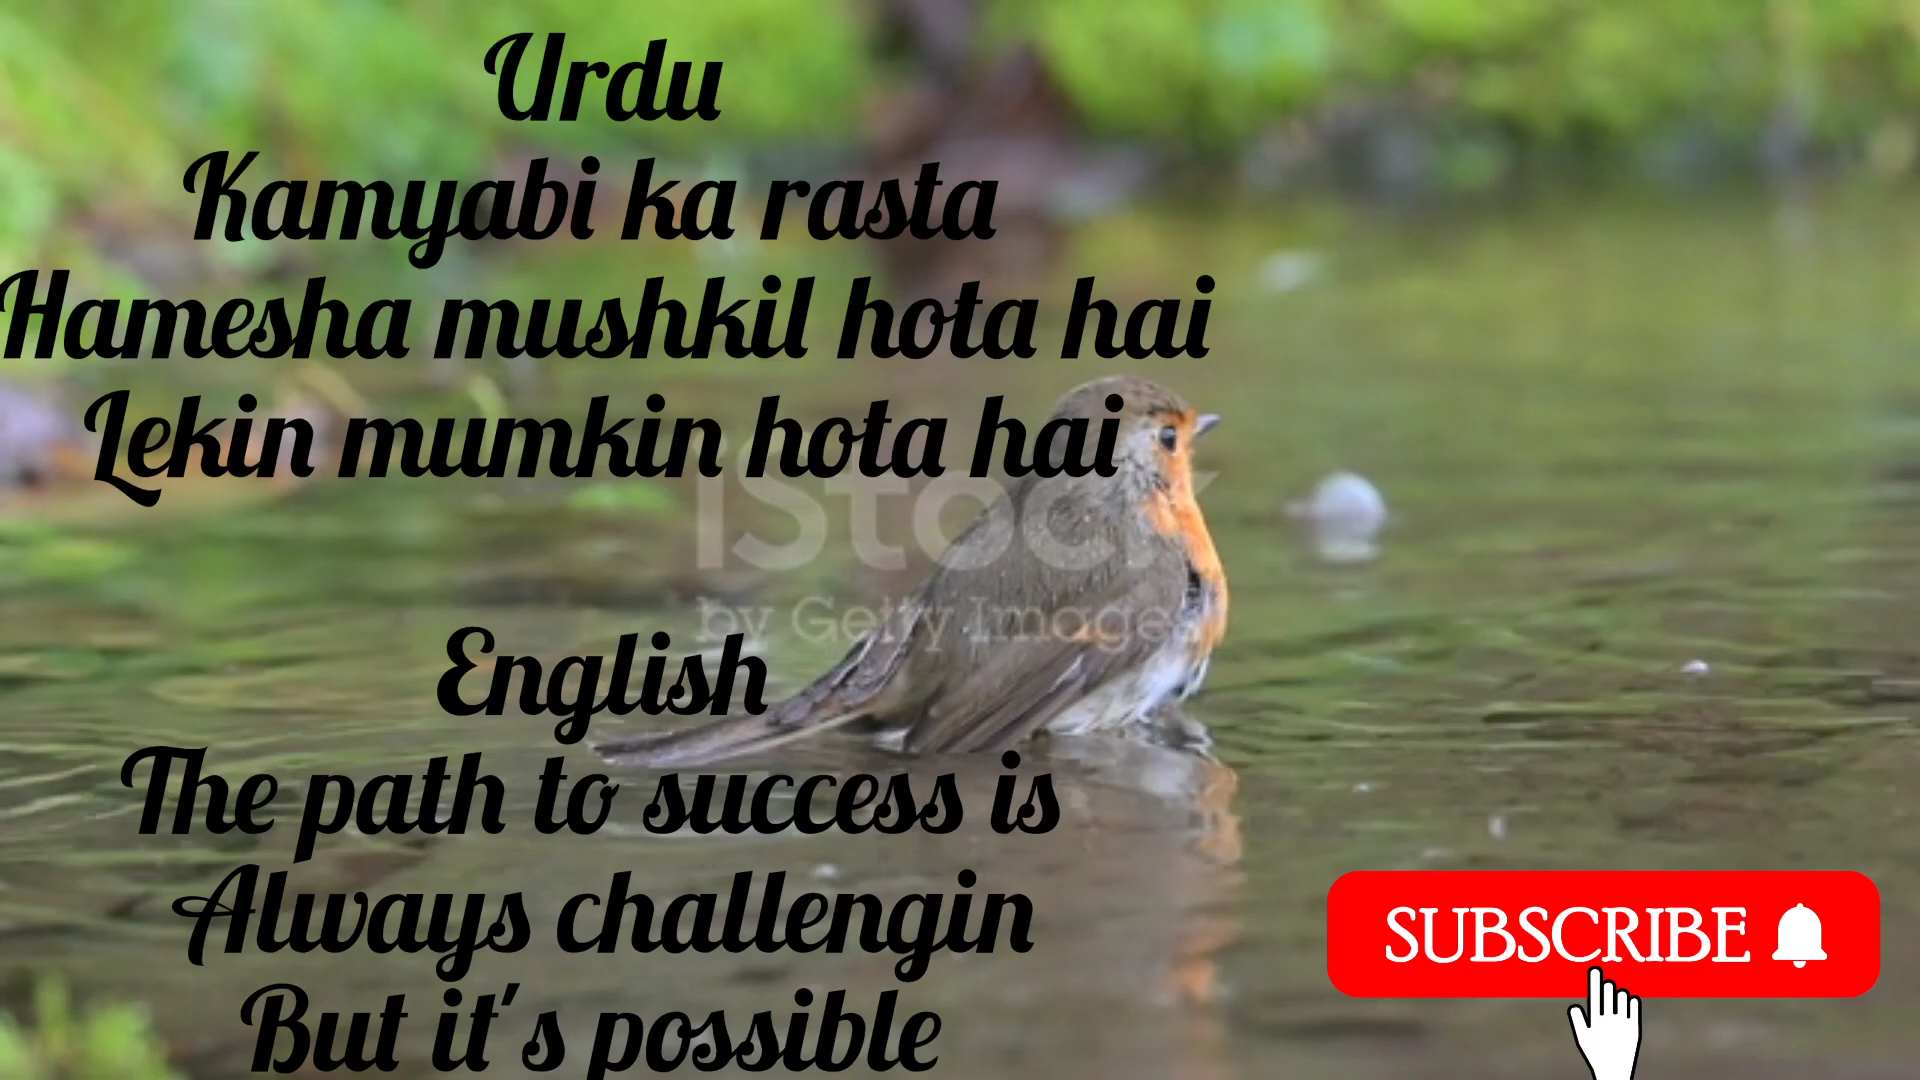 Urdu
Kamyabi ka rasta
Hamesha mushkil hota hai
Lekin mumkin hota hai
iStock
by Getty Images
English
The path to success is
Always challengin
But it's possible
SUBSCRIBE